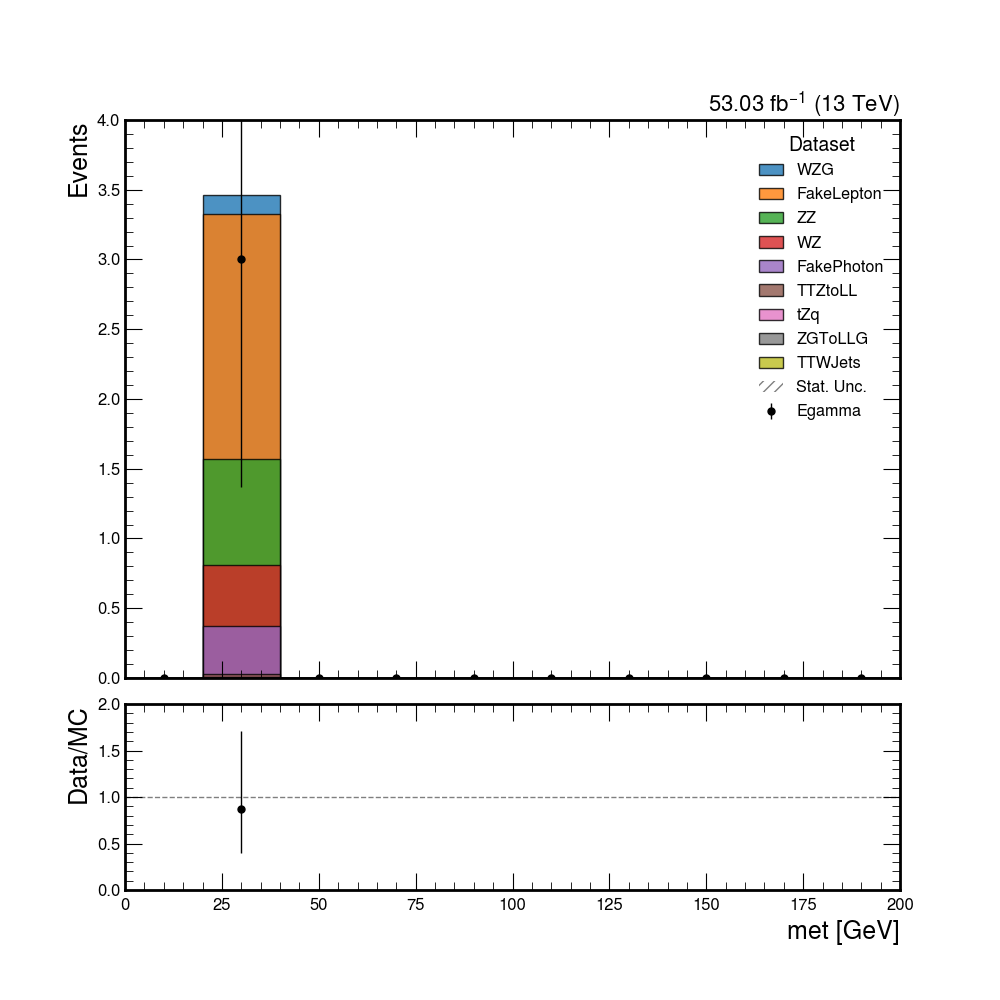 53.03 fb⁻¹ (13 TeV)
Events
4.0
3.5
3.0
2.5
2.0
1.5
1.0
0.5
0.0
Dataset
WZG
FakeLepton
ZZ
WZ
FakePhoton
TTZtoLL
tZq
ZGToLLG
TTWJets
Stat. Unc.
Egamma
Data/MC
2.0
1.5
1.0
0.5
0.0
0 25 50 75 100 125 150 175 200
met [GeV]